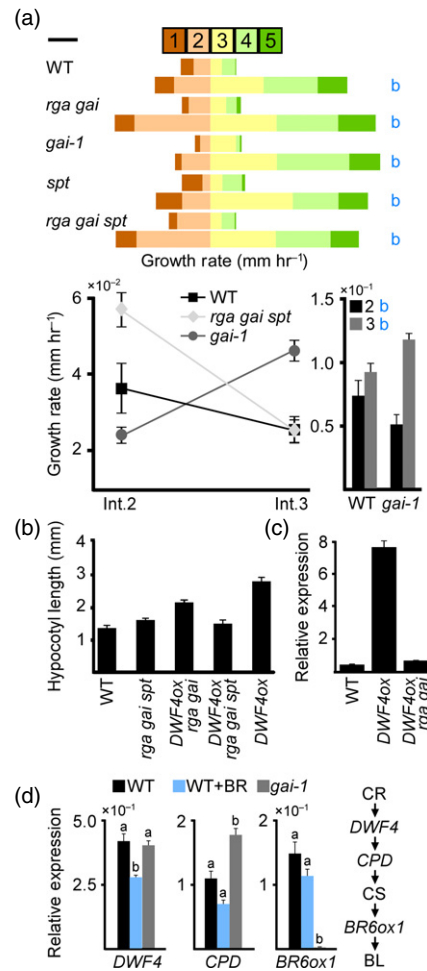 (a)
1 2 3 4 5
WT
b
rga gai
b
gai-1
b
spt
b
rga gai spt
b
Growth rate (mm hr⁻¹)
×10⁻²
6
4
2
Growth rate (mm hr⁻¹)
WT
rga gai spt
gai-1
Int.2 Int.3
×10⁻¹
1.0
0.5
2 b
3 b
WT gai-1
(b)
Hypocotyl length (mm)
4
3
2
1
WT
rga gai spt
DWF4ox
rga gai
DWF4ox
rga gai spt
DWF4ox
(c)
Relative expression
8
6
4
2
WT
DWF4ox
DWF4ox
rga gai
(d)
WT WT+BR gai-1
Relative expression
×10⁻¹
5.0
2.5
a b a
DWF4
2
1
a a b
CPD
×10⁻¹
2
1
a a b
BR6ox1
CR
DWF4
CPD
CS
BR6ox1
BL